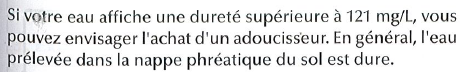 Si votre eau affiche une dureté supérieure à 121 mg/L, vous
pouvez envisager l'achat d'un adoucisseur. En général, l'eau
prélevée dans la nappe phréatique du sol est dure.